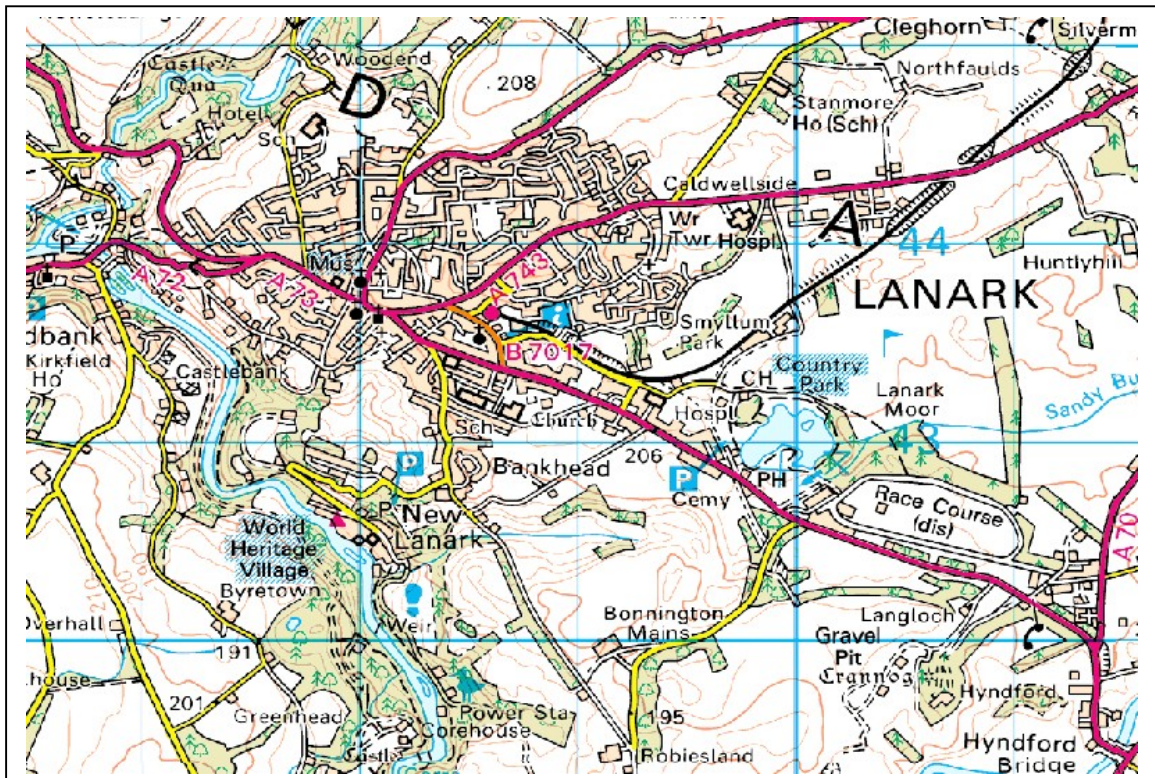 Cleghorn
Silverm
Woodend
Castle
Qua
208
Northfaulds
D
Hotel
Stanmore
Ho (Sch)
Sch
Caldwellside
Wr
Twr
Hospl
A
44
P
Mus
A 743
Huntlyhill
A 72
A 73
LANARK
i
Smyllum
Park
B 7017
dbank
Kirkfield
Ho
Castlebank
CH
Country
Park
Lanark
Moor
Sandy Bu
Hospl
Sch
Church
43
P
Bankhead
206
P
Cemy
PH
Race Course
(dis)
A 70
P
New
Lanark
World
Heritage
Village
Byretown
Weir
Bonnington
Mains
Langloch
Overhall
Gravel
Pit
Crannog
191
house
Hyndford
201
Greenhead
Power Sta
Corehouse
195
Castle
Robiesland
Hyndford
Bridge